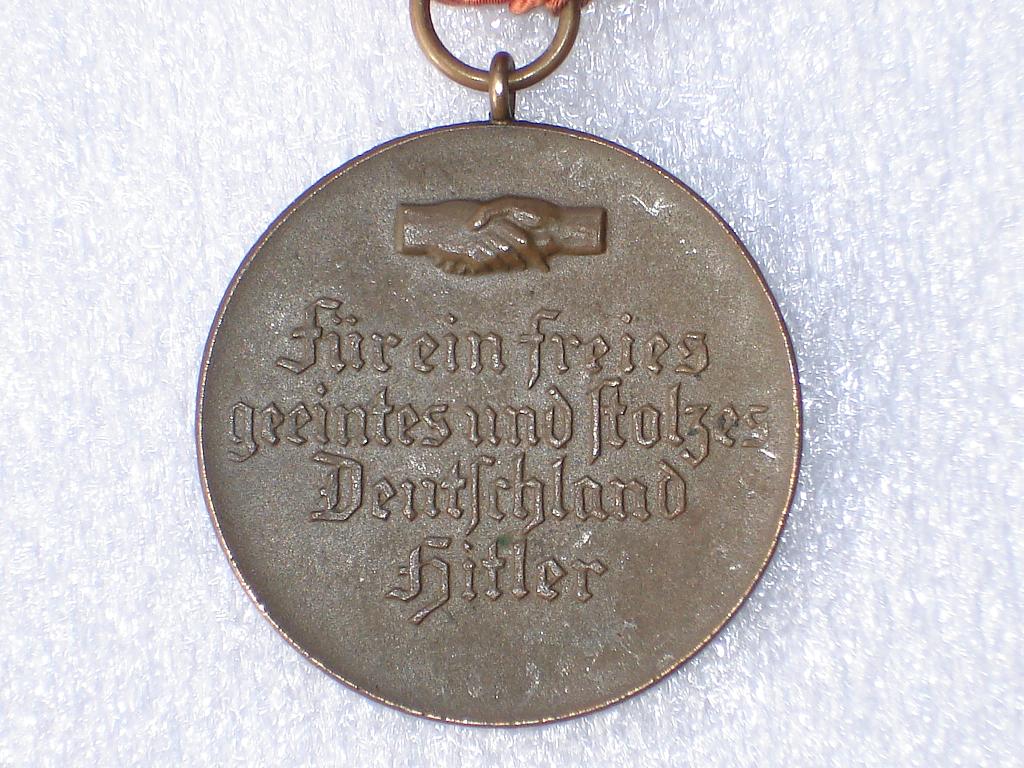 Für ein freies
geeintes und stolzes
Deutschland
Hitler